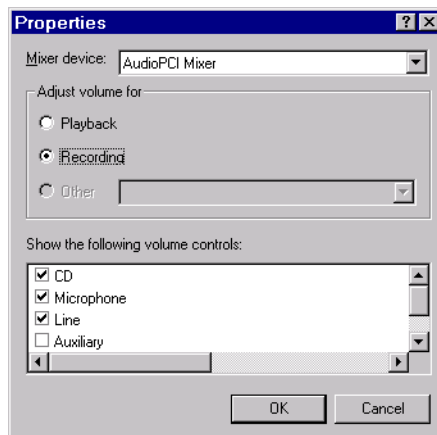 Properties
Mixer device: AudioPCI Mixer
Adjust volume for
Playback
Recording
Other
Show the following volume controls:
CD
Microphone
Line
Auxiliary
OK Cancel